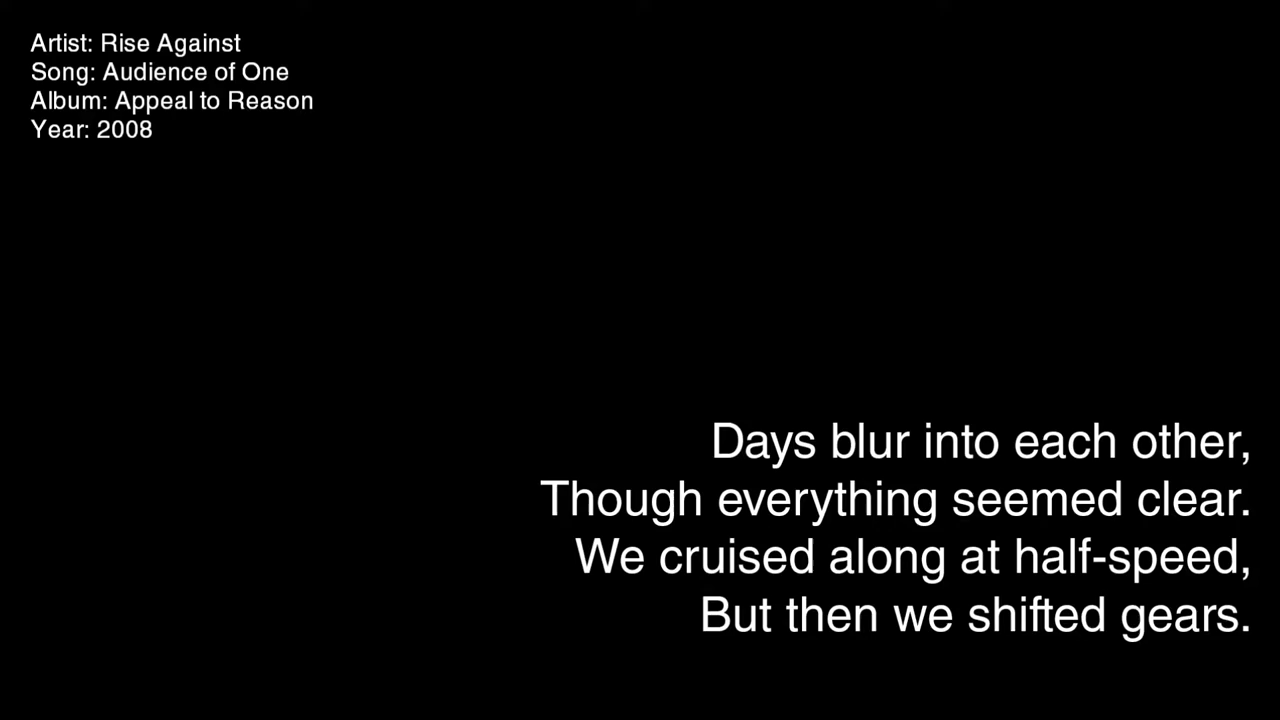 Artist: Rise Against
Song: Audience of One
Album: Appeal to Reason
Year: 2008
Days blur into each other,
Though everything seemed clear.
We cruised along at half-speed,
But then we shifted gears.